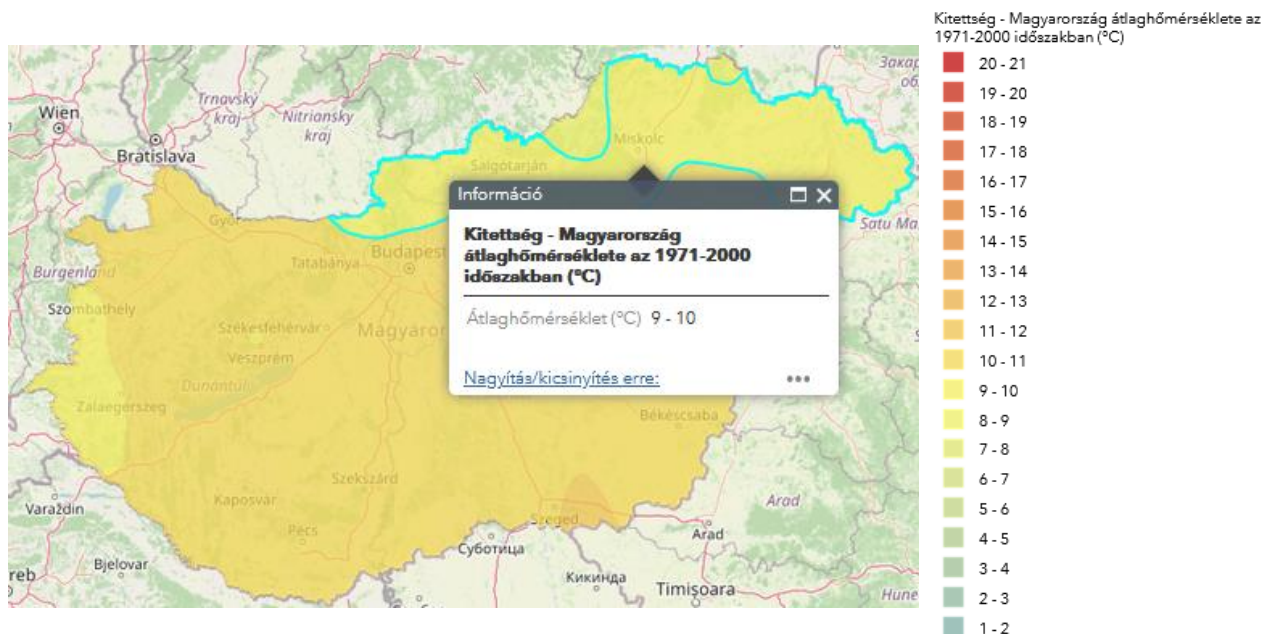 Kitettség - Magyarország átlaghőmérséklete az
1971-2000 időszakban (°C)
20 - 21
19 - 20
18 - 19
17 - 18
16 - 17
15 - 16
14 - 15
13 - 14
12 - 13
11 - 12
10 - 11
9 - 10
8 - 9
7 - 8
6 - 7
5 - 6
4 - 5
3 - 4
2 - 3
1 - 2
Wien
Trnavský
kraj
Nitriansky
kraj
Bratislava
Miskolc
Salgótarján
Információ
Kitettség - Magyarország
átlaghőmérséklete az 1971-2000
időszakban (°C)
Átlaghőmérséklet (°C) 9 - 10
Nagyítás/kicsinyítés erre:
Satu Ma
Győr
Budapest
Tatabánya
Burgenland
Szombathely
Székesfehérvár
Magyaror
Veszprém
Dunántúl
Zalaegerszeg
Békéscsaba
Szekszárd
Kaposvár
Pécs
Szeged
Arad
Varaždin
Суботица
Arad
Bjelovar
reb
Кикинда
Timișoara
Hune